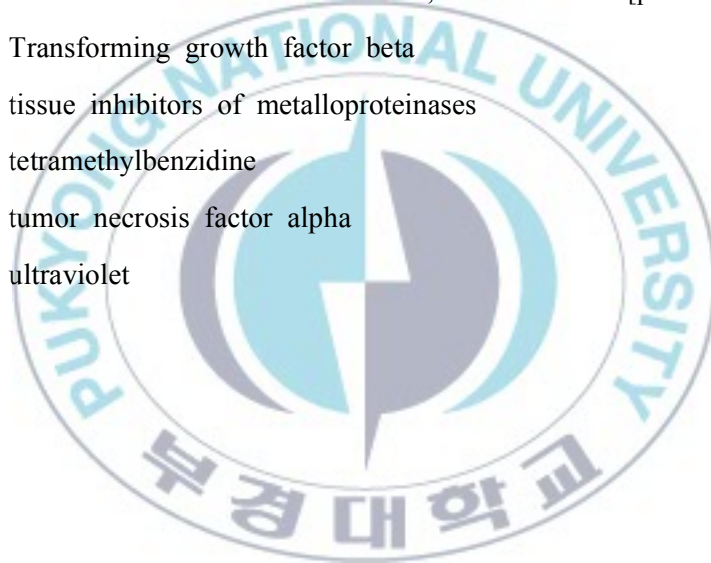 Transforming growth factor beta
tissue inhibitors of metalloproteinases
tetramethylbenzidine
tumor necrosis factor alpha
ultraviolet
PUKYONG NATIONAL UNIVERSITY
부경대학교